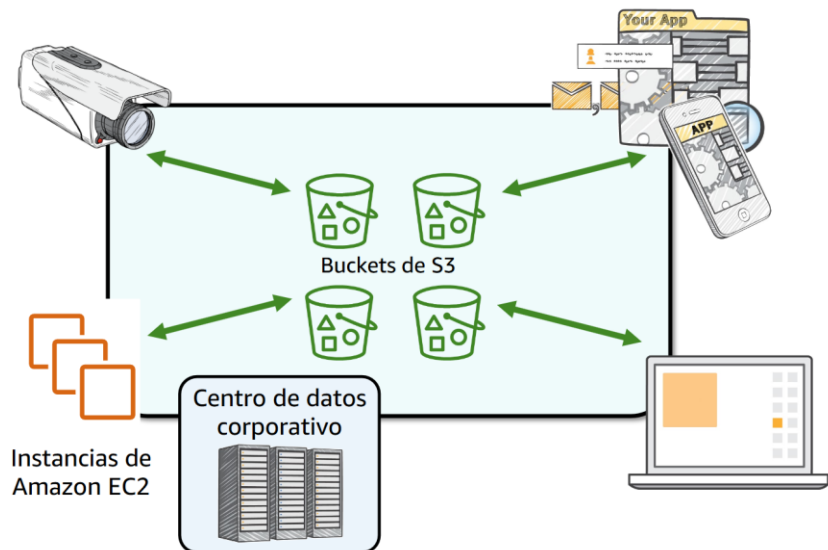 Your App
APP
Buckets de S3
Centro de datos
corporativo
Instancias de
Amazon EC2